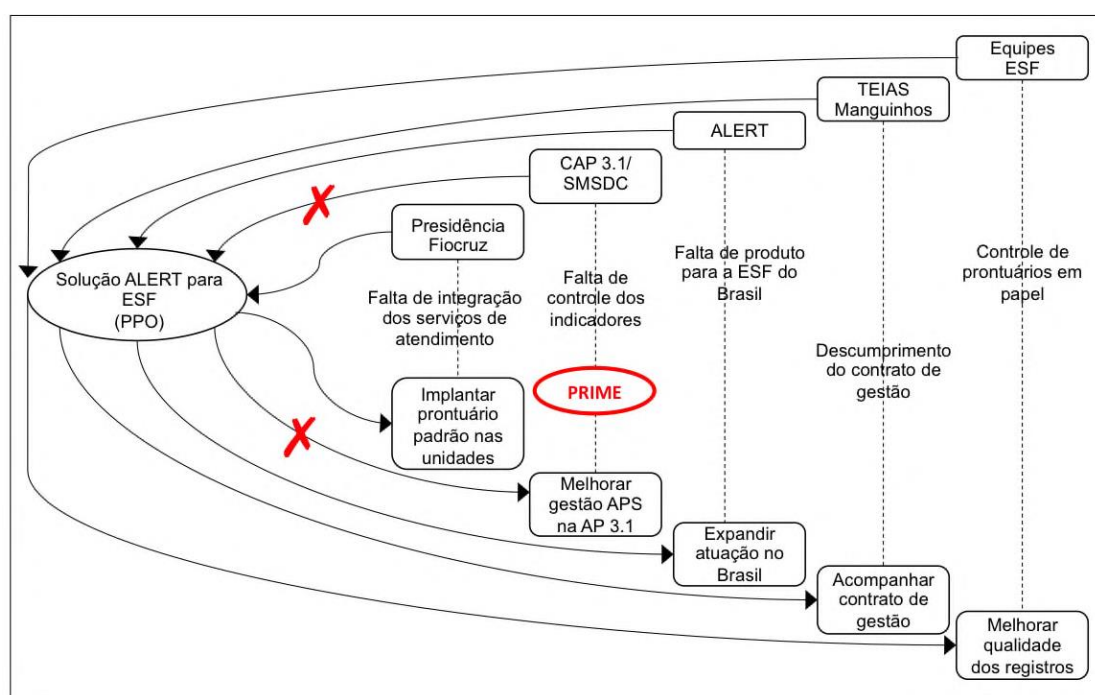 Equipes
ESF
TEIAS
Manguinhos
ALERT
CAP 3.1/
SMSDC
Presidência
Fiocruz
Solução ALERT para
ESF
(PPO)
Falta de integração
dos serviços de
atendimento
Falta de
controle dos
indicadores
Falta de produto
para a ESF do
Brasil
Controle de
prontuários em
papel
Descumprimento
do contrato de
gestão
PRIME
Implantar
prontuário
padrão nas
unidades
Melhorar
gestão APS
na AP 3.1
Expandir
atuação no
Brasil
Acompanhar
contrato de
gestão
Melhorar
qualidade
dos registros